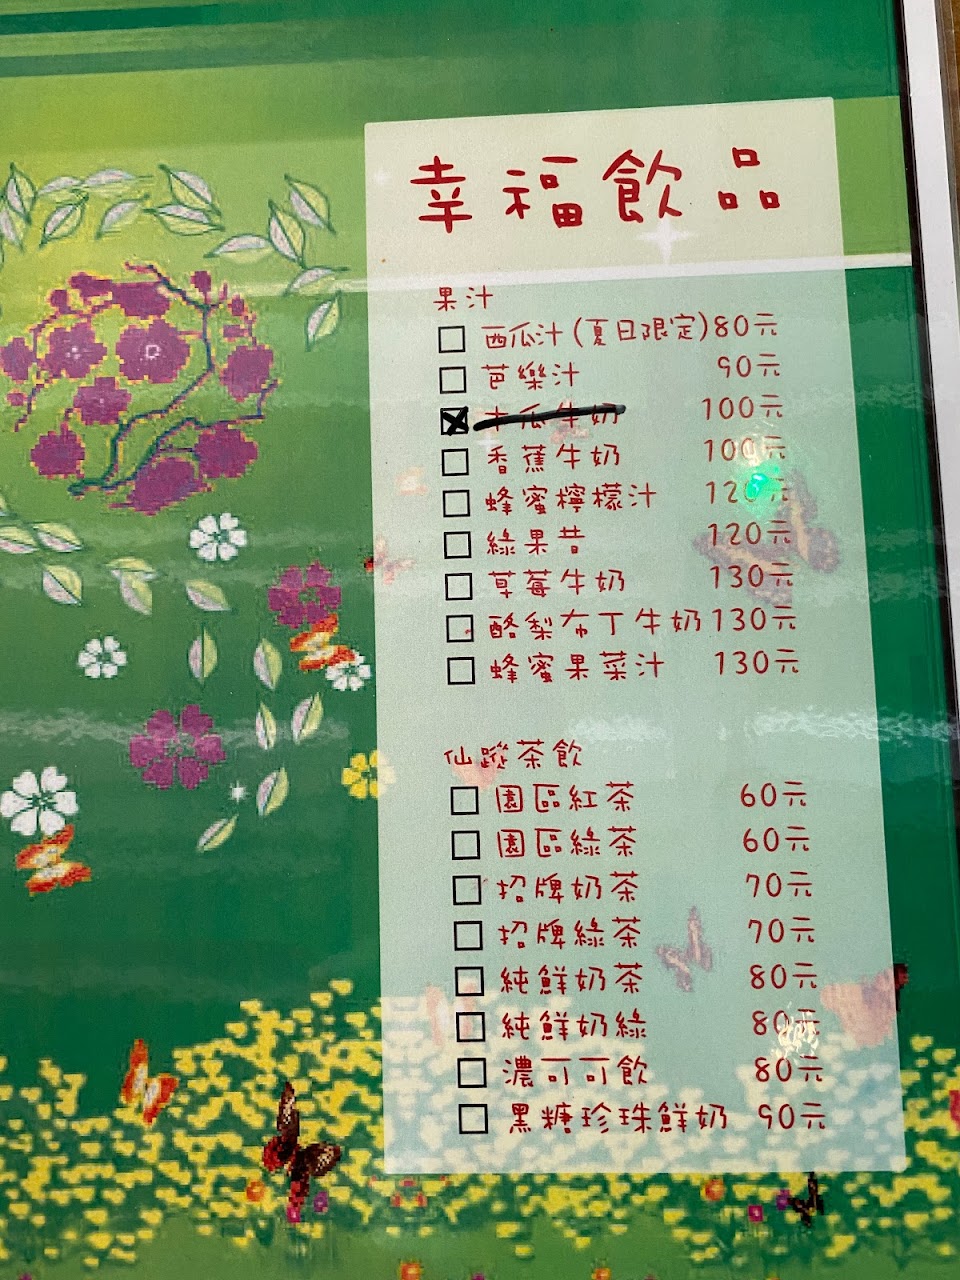 幸福飲品
果汁
西瓜汁(夏日限定)80元
芭樂汁 90元
木瓜牛奶 100元
香蕉牛奶 100元
蜂蜜檸檬汁 120元
綠果昔 120元
草莓牛奶 130元
酪梨布丁牛奶 130元
蜂蜜果菜汁 130元
仙蹤茶飲
園區紅茶 60元
園區綠茶 60元
招牌奶茶 70元
招牌綠茶 70元
純鮮奶茶 80元
純鮮奶綠 80元
濃可可飲 80元
黑糖珍珠鮮奶 90元